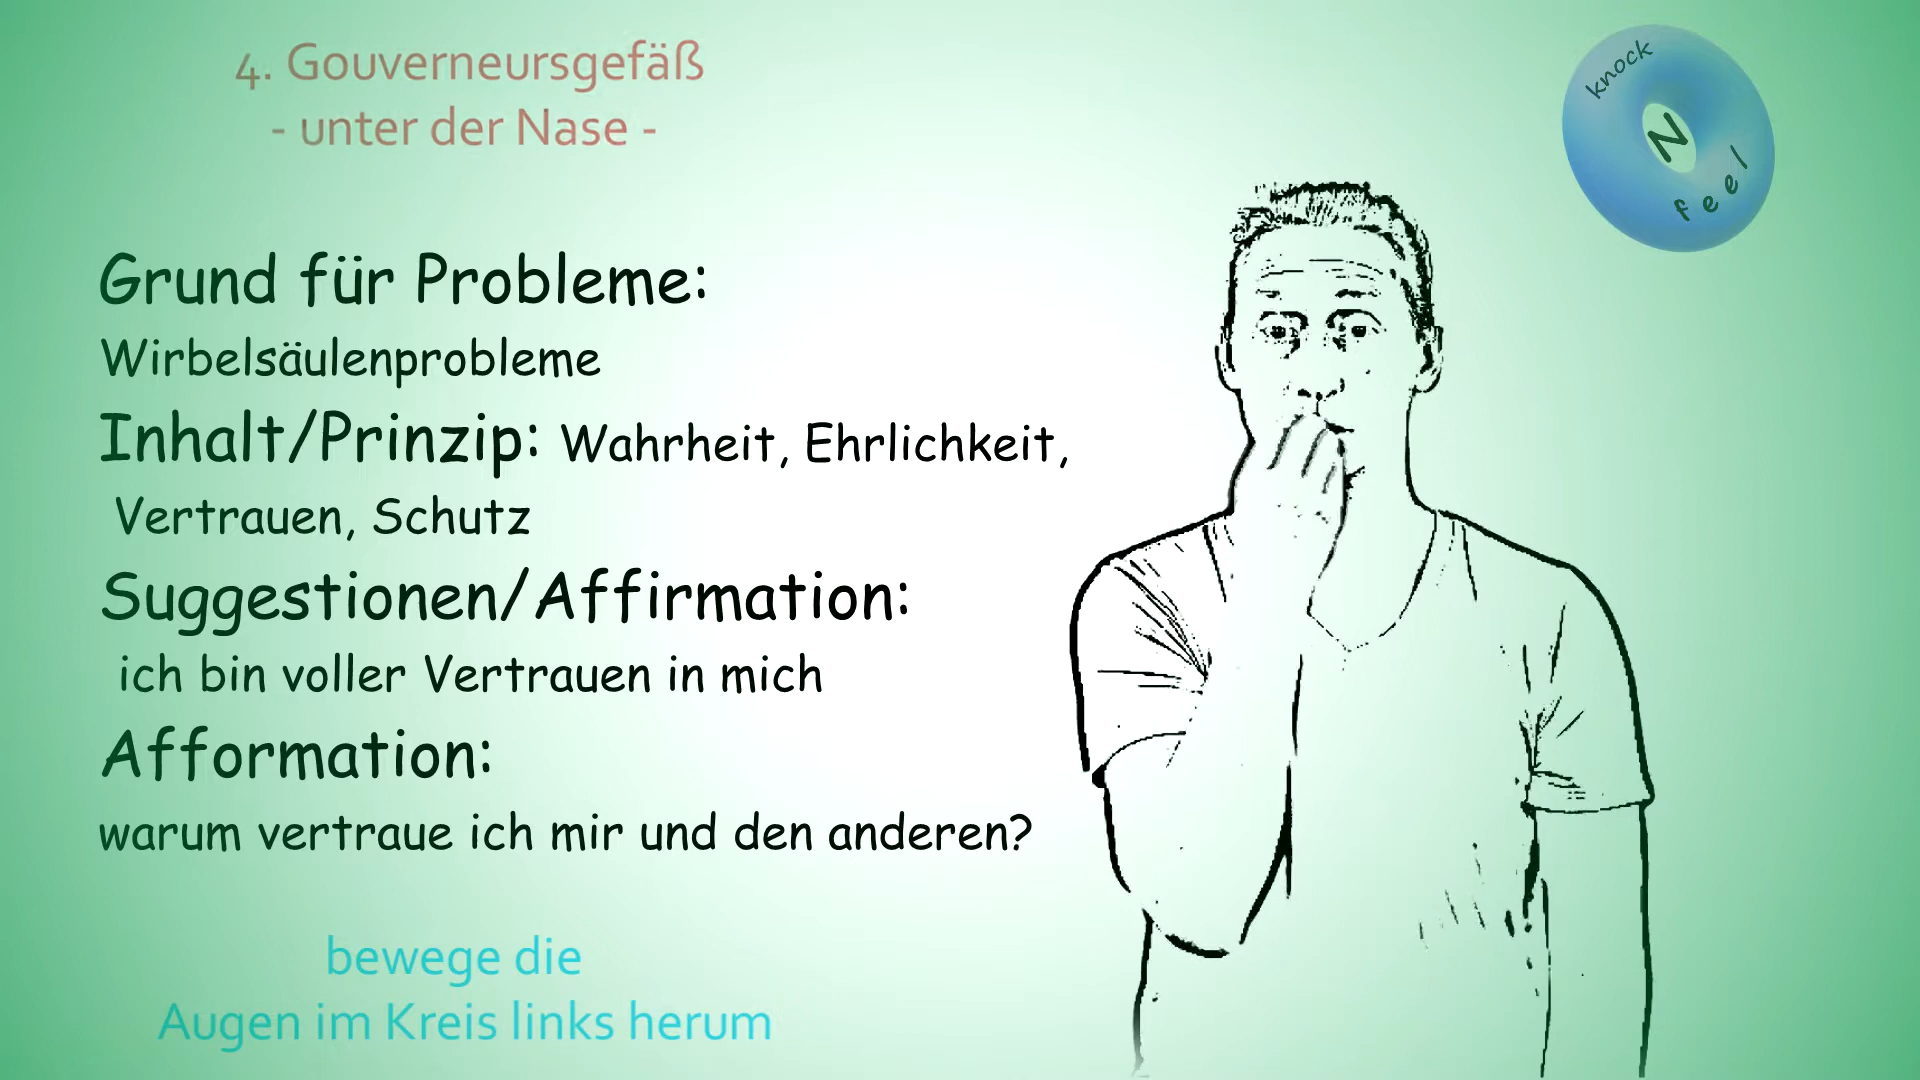 4. Gouverneursgefäß
- unter der Nase -
knock
N
feel
Grund für Probleme:
Wirbelsäulenprobleme
Inhalt/Prinzip: Wahrheit, Ehrlichkeit,
Vertrauen, Schutz
Suggestionen/Affirmation:
ich bin voller Vertrauen in mich
Afformation:
warum vertraue ich mir und den anderen?
bewege die
Augen im Kreis links herum